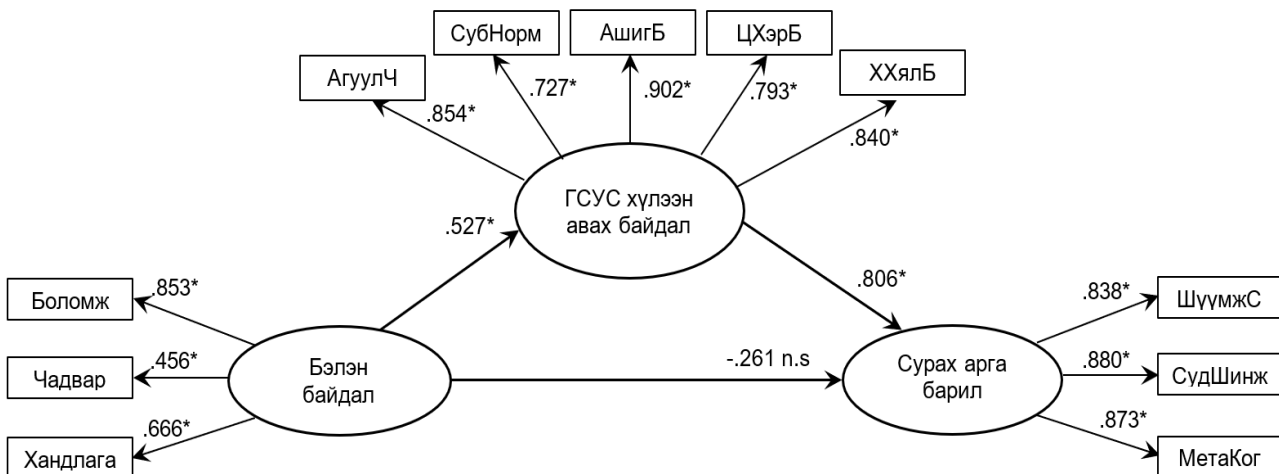 СубНорм
АшигБ
ЦХэрБ
АгуулЧ
ХХялБ
.854*
.727*
.902*
.793*
.840*
ГСУС хүлээн
авах байдал
.527*
.806*
Боломж
.853*
Чадвар
.456*
Хандлага
.666*
Бэлэн
байдал
-.261 n.s
Сурах арга
барил
.838*
ШүүмжС
.880*
СудШинж
.873*
МетаКог